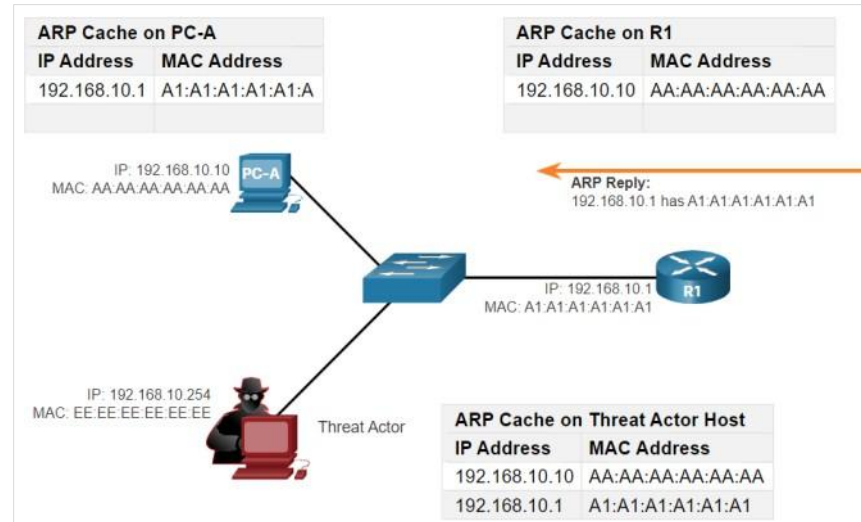 ARP Cache on PC-A
IP Address MAC Address
192.168.10.1 A1:A1:A1:A1:A1:A
ARP Cache on R1
IP Address MAC Address
192.168.10.10 AA:AA:AA:AA:AA:AA
IP: 192.168.10.10
MAC: AA:AA:AA:AA:AA:AA
PC-A
ARP Reply:
192.168.10.1 has A1:A1:A1:A1:A1:A1
IP: 192.168.10.1
MAC: A1:A1:A1:A1:A1:A1
R1
IP: 192.168.10.254
MAC: EE:EE:EE:EE:EE:EE
Threat Actor
ARP Cache on Threat Actor Host
IP Address MAC Address
192.168.10.10 AA:AA:AA:AA:AA:AA
192.168.10.1 A1:A1:A1:A1:A1:A1